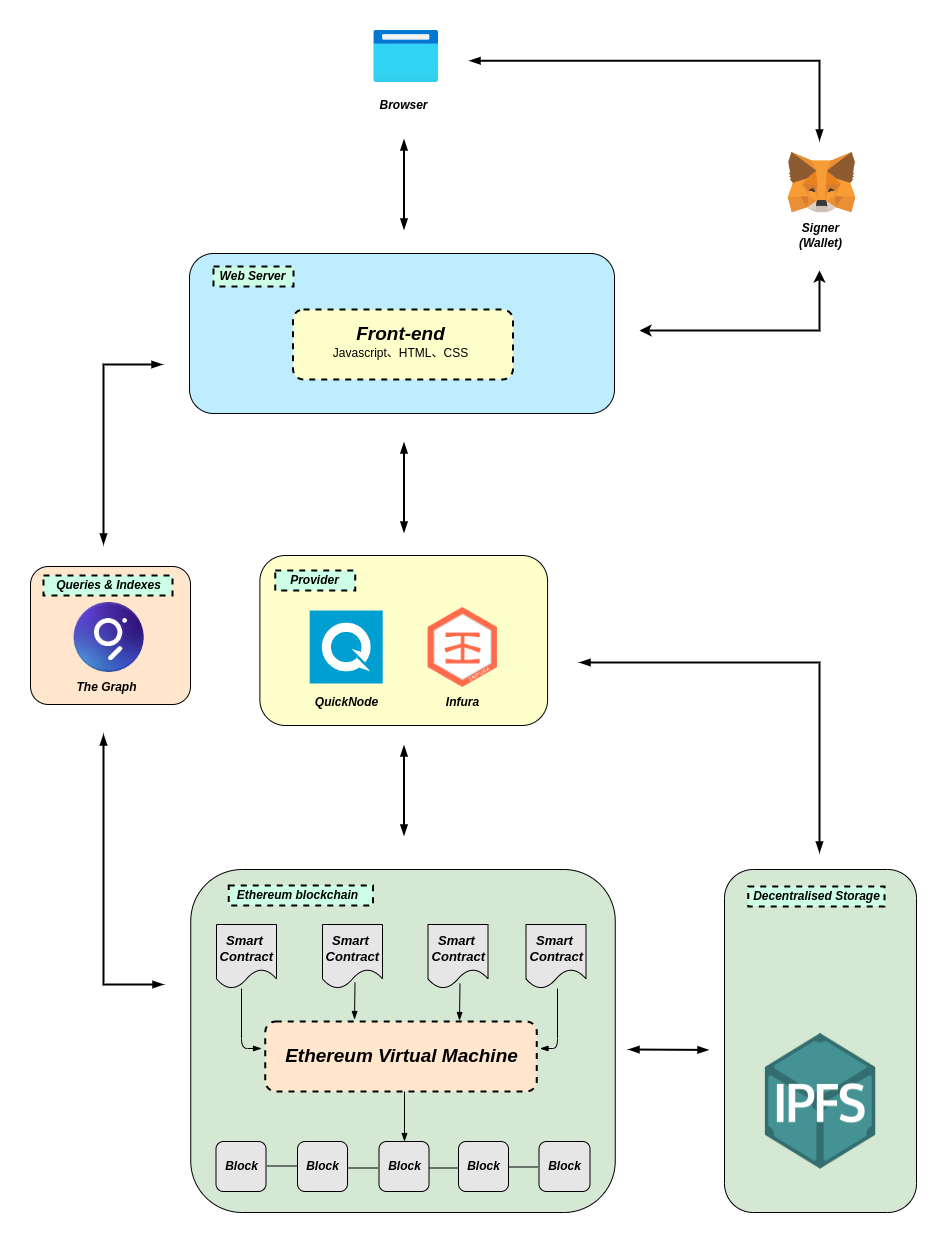 Browser
Signer
(Wallet)
Web Server
Front-end
Javascript、HTML、CSS
Queries & Indexes
The Graph
Provider
QuickNode
INFURA
Infura
Ethereum blockchain
Smart
Contract
Smart
Contract
Smart
Contract
Smart
Contract
Ethereum Virtual Machine
Block
Block
Block
Block
Block
Decentralised Storage
IPFS